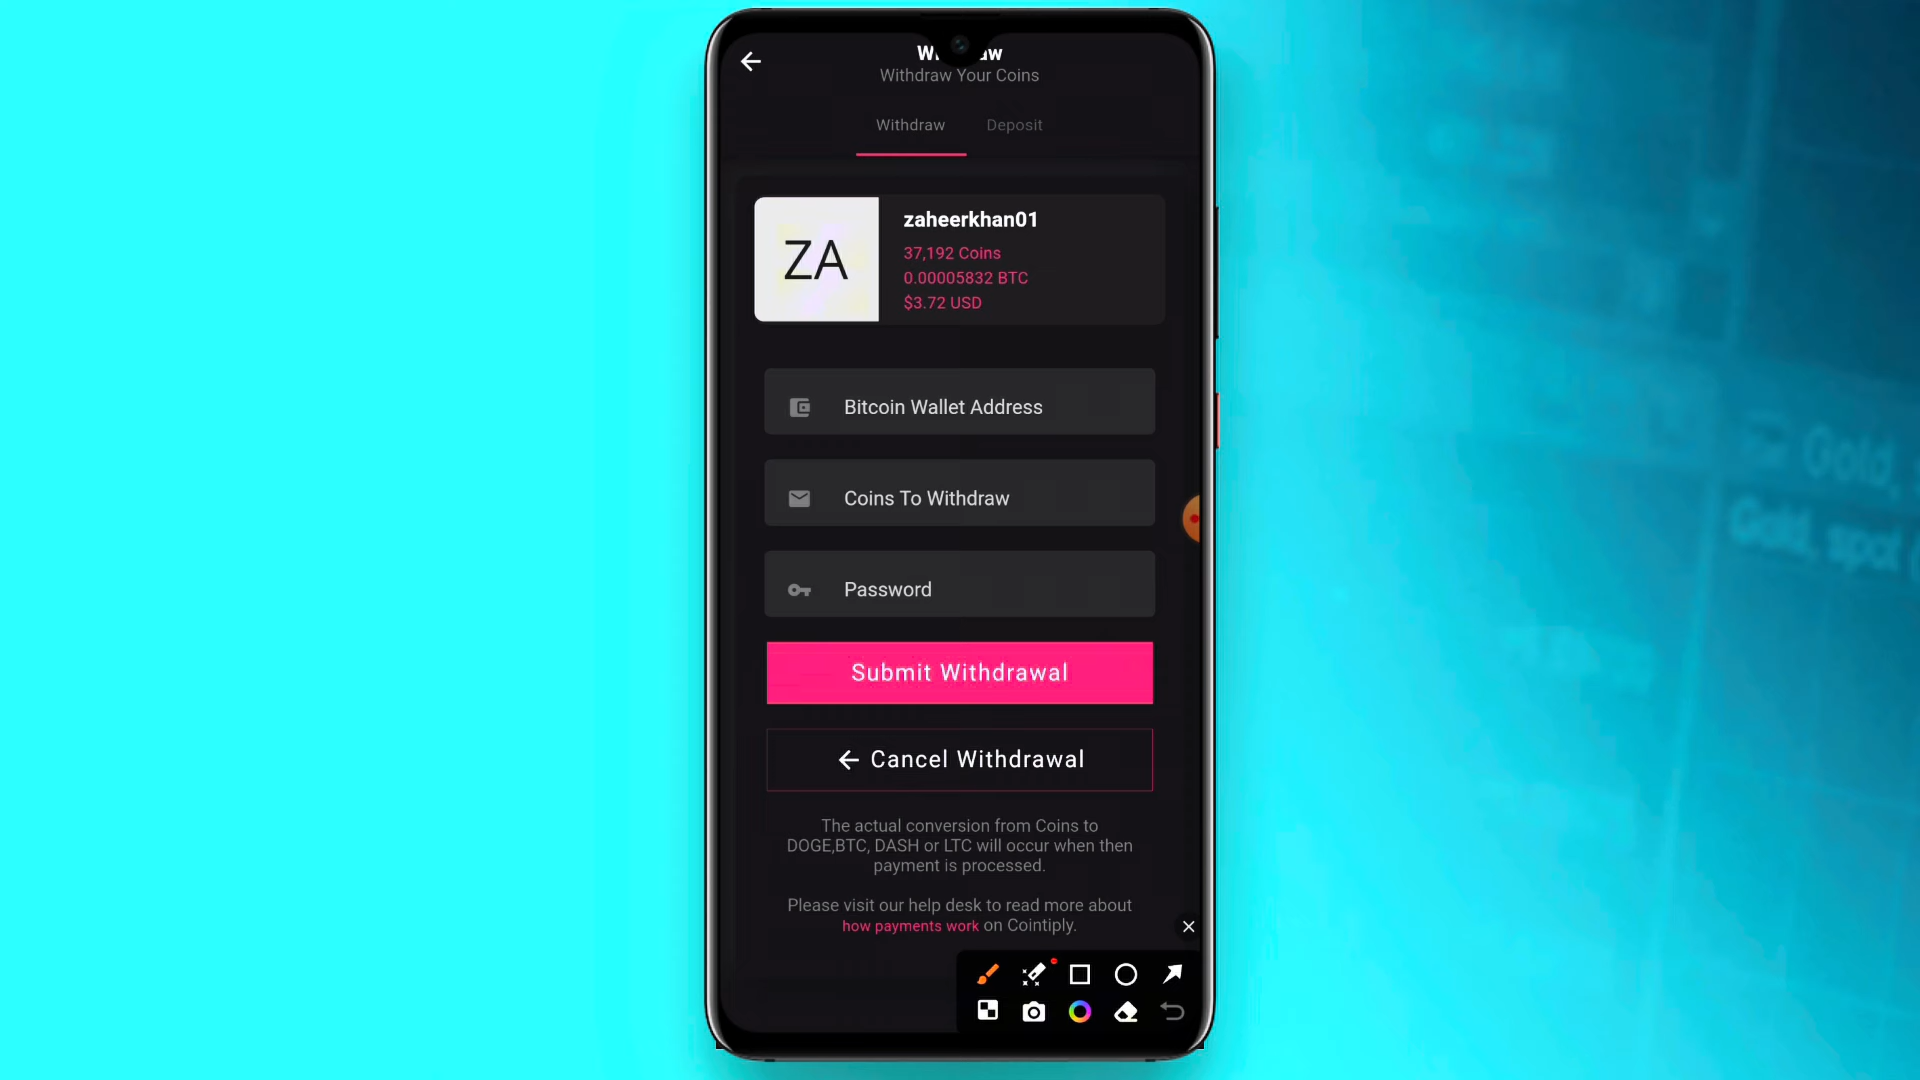 Withdraw Your Coins
Withdraw Deposit
ZA
zaheerkhan01
37,192 Coins
0.00005832 BTC
$3.72 USD
Bitcoin Wallet Address
Coins To Withdraw
Password
Submit Withdrawal
Cancel Withdrawal
The actual conversion from Coins to
DOGE,BTC, DASH or LTC will occur when then
payment is processed.
Please visit our help desk to read more about
how payments work on Cointiply.
Gold,
Gold, spot